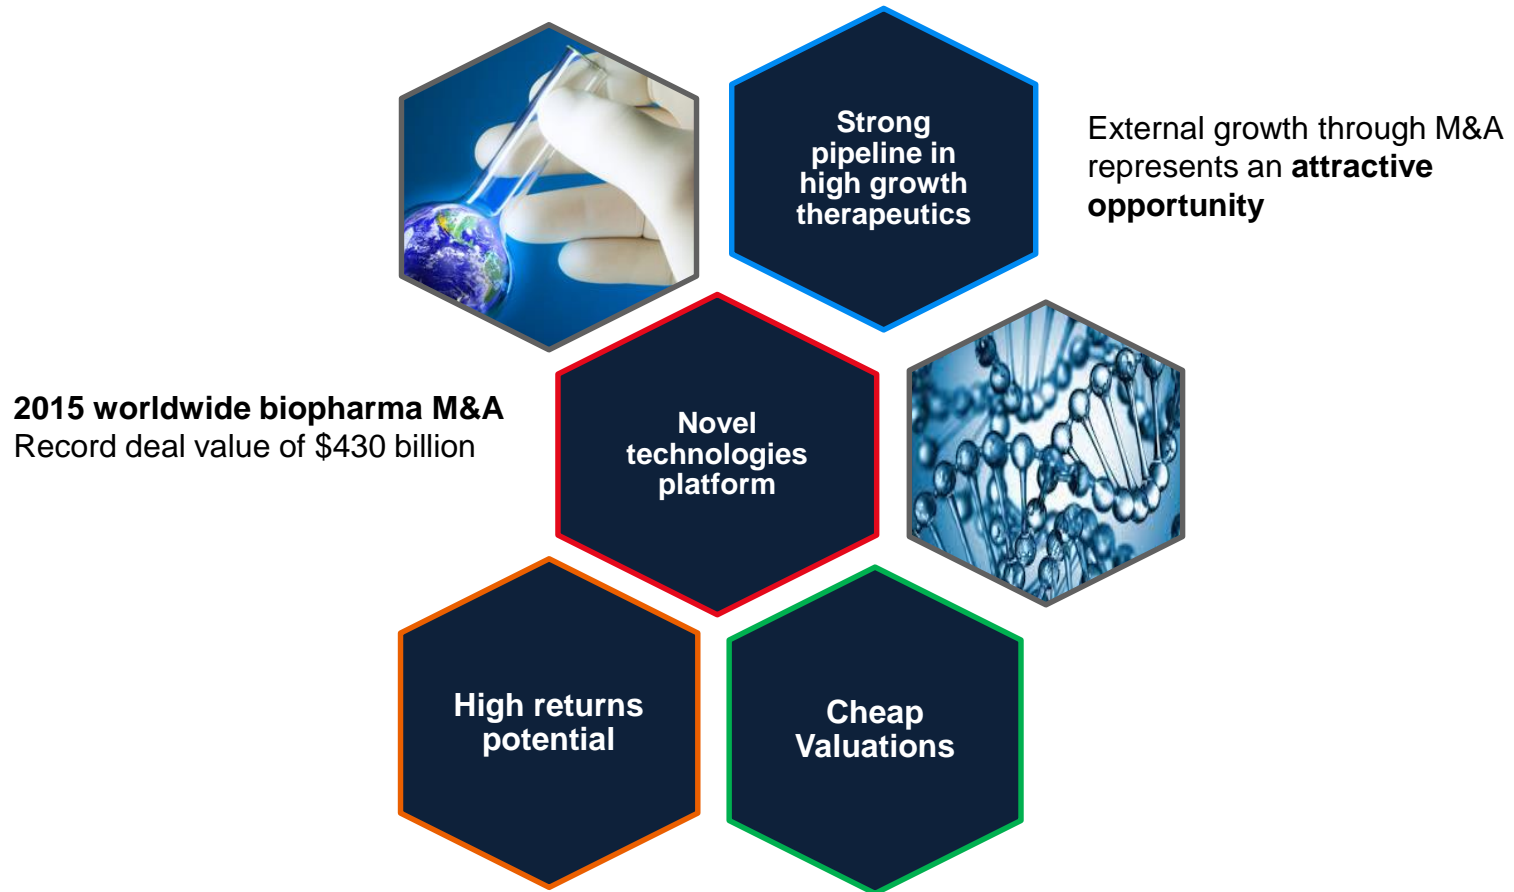 Strong
pipeline in
high growth
therapeutics
External growth through M&A
represents an attractive
opportunity
2015 worldwide biopharma M&A
Record deal value of $430 billion
Novel
technologies
platform
High returns
potential
Cheap
Valuations